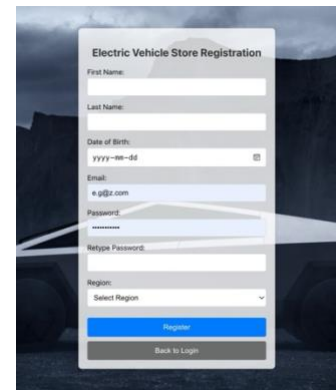 Electric Vehicle Store Registration
First Name:
Last Name:
Date of Birth:
yyyy-mm-dd
Email:
e.g@z.com
Password:
•••••••••••
Retype Password:
Region:
Select Region
Register
Back to Login